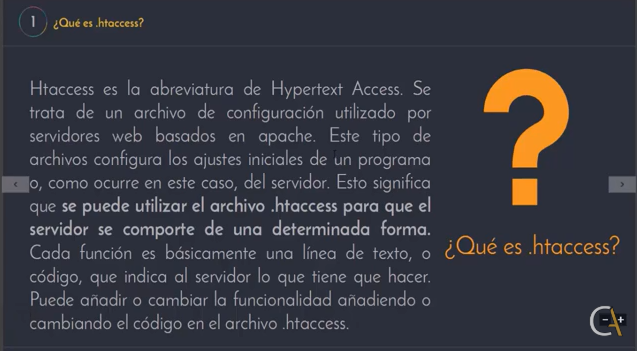 1 ¿Qué es .htaccess?
Htaccess es la abreviatura de Hypertext Access. Se
trata de un archivo de configuración utilizado por
servidores web basados en apache. Este tipo de
archivos configura los ajustes iniciales de un programa
o, como ocurre en este caso, del servidor. Esto significa
que se puede utilizar el archivo .htaccess para que el
servidor se comporte de una determinada forma.
Cada función es básicamente una línea de texto, o
código, que indica al servidor lo que tiene que hacer.
Puede añadir o cambiar la funcionalidad añadiendo o
cambiando el código en el archivo .htaccess.
?
¿Qué es .htaccess?
CA
- +